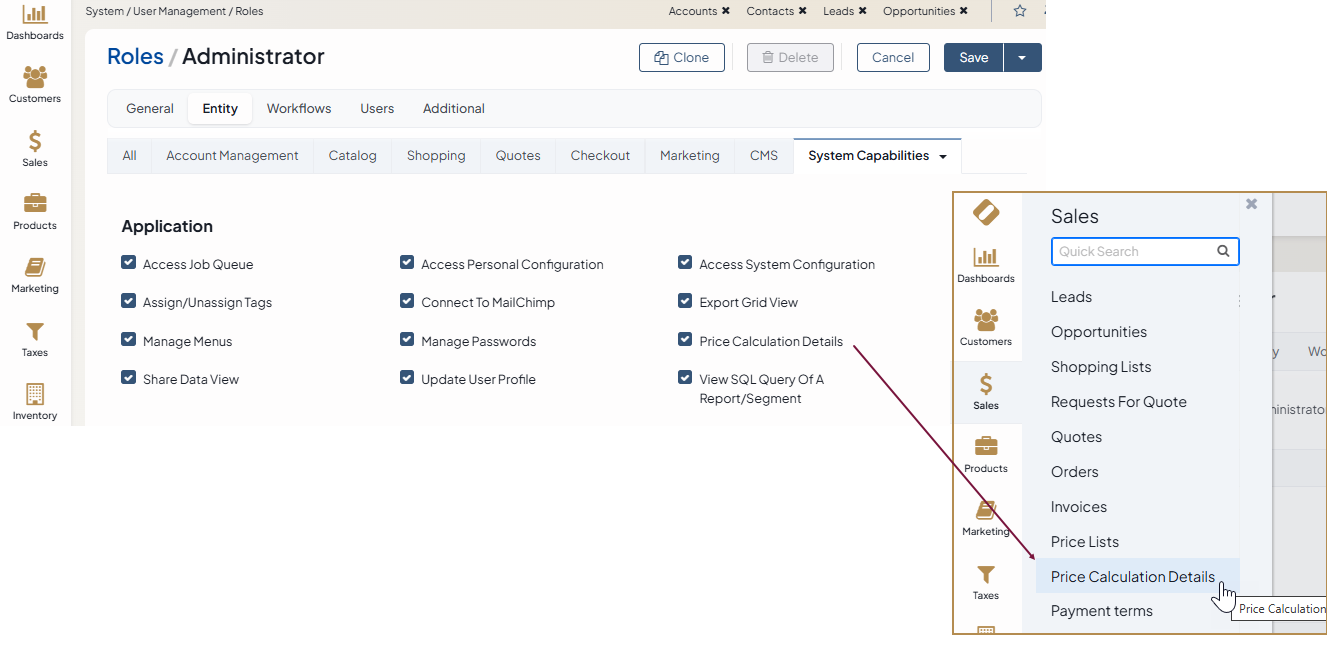 System / User Management / Roles
Accounts ✖ Contacts ✖ Leads ✖ Opportunities ✖
Dashboards
Customers
Sales
Products
Marketing
Taxes
Inventory
Roles / Administrator
Clone
Delete
Cancel
Save
General Entity Workflows Users Additional
All Account Management Catalog Shopping Quotes Checkout Marketing CMS System Capabilities
Application
Access Job Queue
Access Personal Configuration
Access System Configuration
Assign/Unassign Tags
Connect To MailChimp
Export Grid View
Manage Menus
Manage Passwords
Price Calculation Details
Share Data View
Update User Profile
View SQL Query Of A
Report/Segment
Dashboards
Customers
Sales
Products
Marketing
Taxes
Sales
Quick Search
Leads
Opportunities
Shopping Lists
Requests For Quote
Quotes
Orders
Invoices
Price Lists
Price Calculation Details
Payment terms
Price Calculation